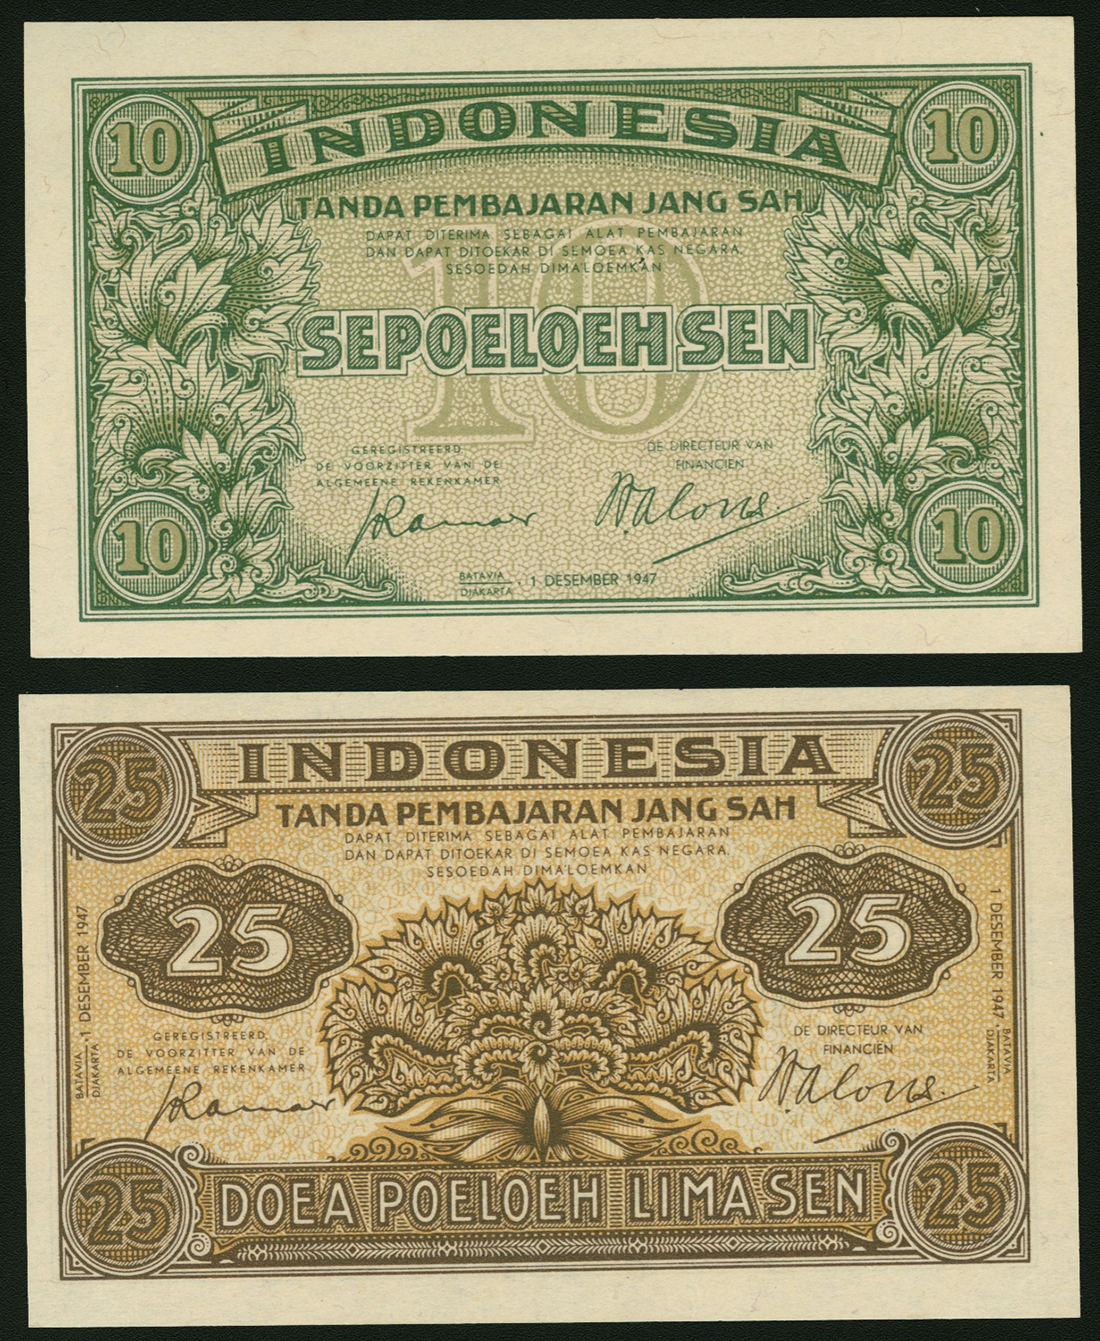 10
10
INDONESIA
TANDA PEMBAJARAN JANG SAH
DAPAT DITERIMA SEBAGAI ALAT PEMBAJARAN
DAN DAPAT DITOEKAR DI SEMOEA KAS NEGARA,
SESOEDAH DIMALOEMKAN
10
SEPOELOEH SEN
GEREGISTREERD
DE VOORZITTER VAN DE
ALGEMEENE REKENKAMER
DE DIRECTEUR VAN
FINANCIËN
10
10
BATAVIA
DJAKARTA
, 1 DESEMBER 1947
25
25
INDONESIA
TANDA PEMBAJARAN JANG SAH
DAPAT DITERIMA SEBAGAI ALAT PEMBAJARAN
DAN DAPAT DITOEKAR DI SEMOEA KAS NEGARA,
SESOEDAH DIMALOEMKAN
25
25
BATAVIA
DJAKARTA
, 1 DESEMBER 1947
1 DESEMBER 1947,
BATAVIA
DJAKARTA
GEREGISTREERD
DE VOORZITTER VAN DE
ALGEMEENE REKENKAMER
DE DIRECTEUR VAN
FINANCIËN
25
25
DOEA POELOEH LIMA SEN